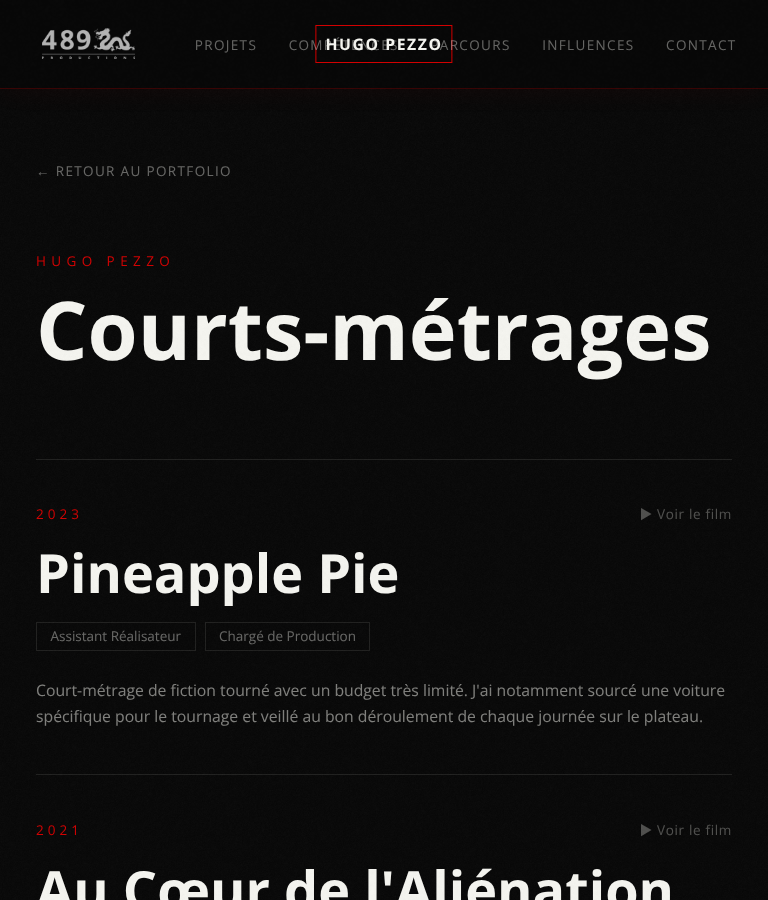 489
PRODUCTIONS
PROJETS
HUGO PEZZO
PARCOURS
INFLUENCES
CONTACT
← RETOUR AU PORTFOLIO
HUGO PEZZO
Courts-métrages
2023
▶ Voir le film
Pineapple Pie
Assistant Réalisateur
Chargé de Production
Court-métrage de fiction tourné avec un budget très limité. J'ai notamment sourcé une voiture
spécifique pour le tournage et veillé au bon déroulement de chaque journée sur le plateau.
2021
▶ Voir le film
Au Cœur de l'Aliénation